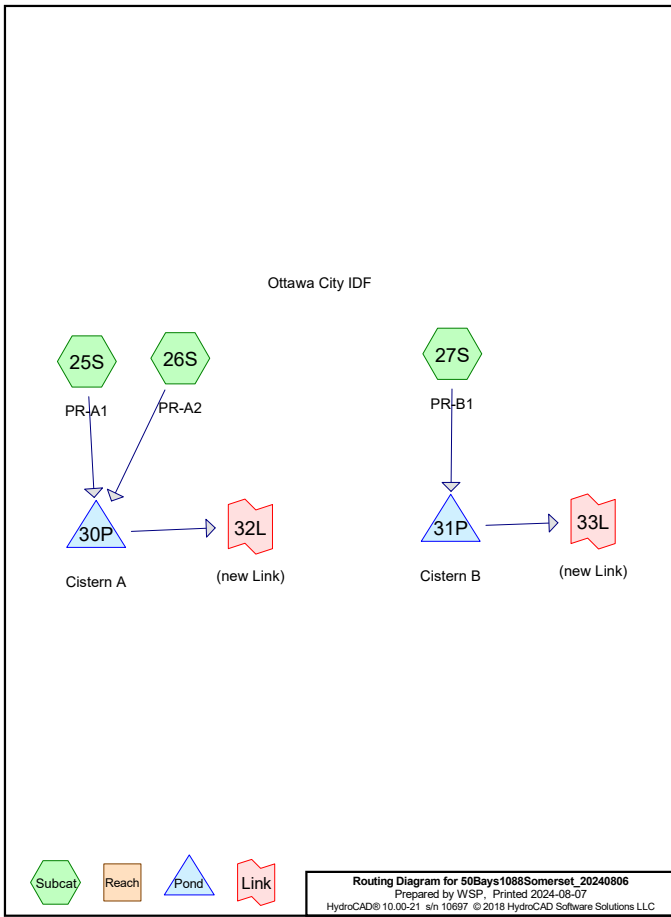 Ottawa City IDF
25S
26S
27S
PR-A1
PR-A2
PR-B1
30P
32L
31P
33L
Cistern A
(new Link)
Cistern B
(new Link)
Subcat
Reach
Pond
Link
Routing Diagram for 50Bays1088Somerset_20240806
Prepared by WSP, Printed 2024-08-07
HydroCAD® 10.00-21 s/n 10697 © 2018 HydroCAD Software Solutions LLC